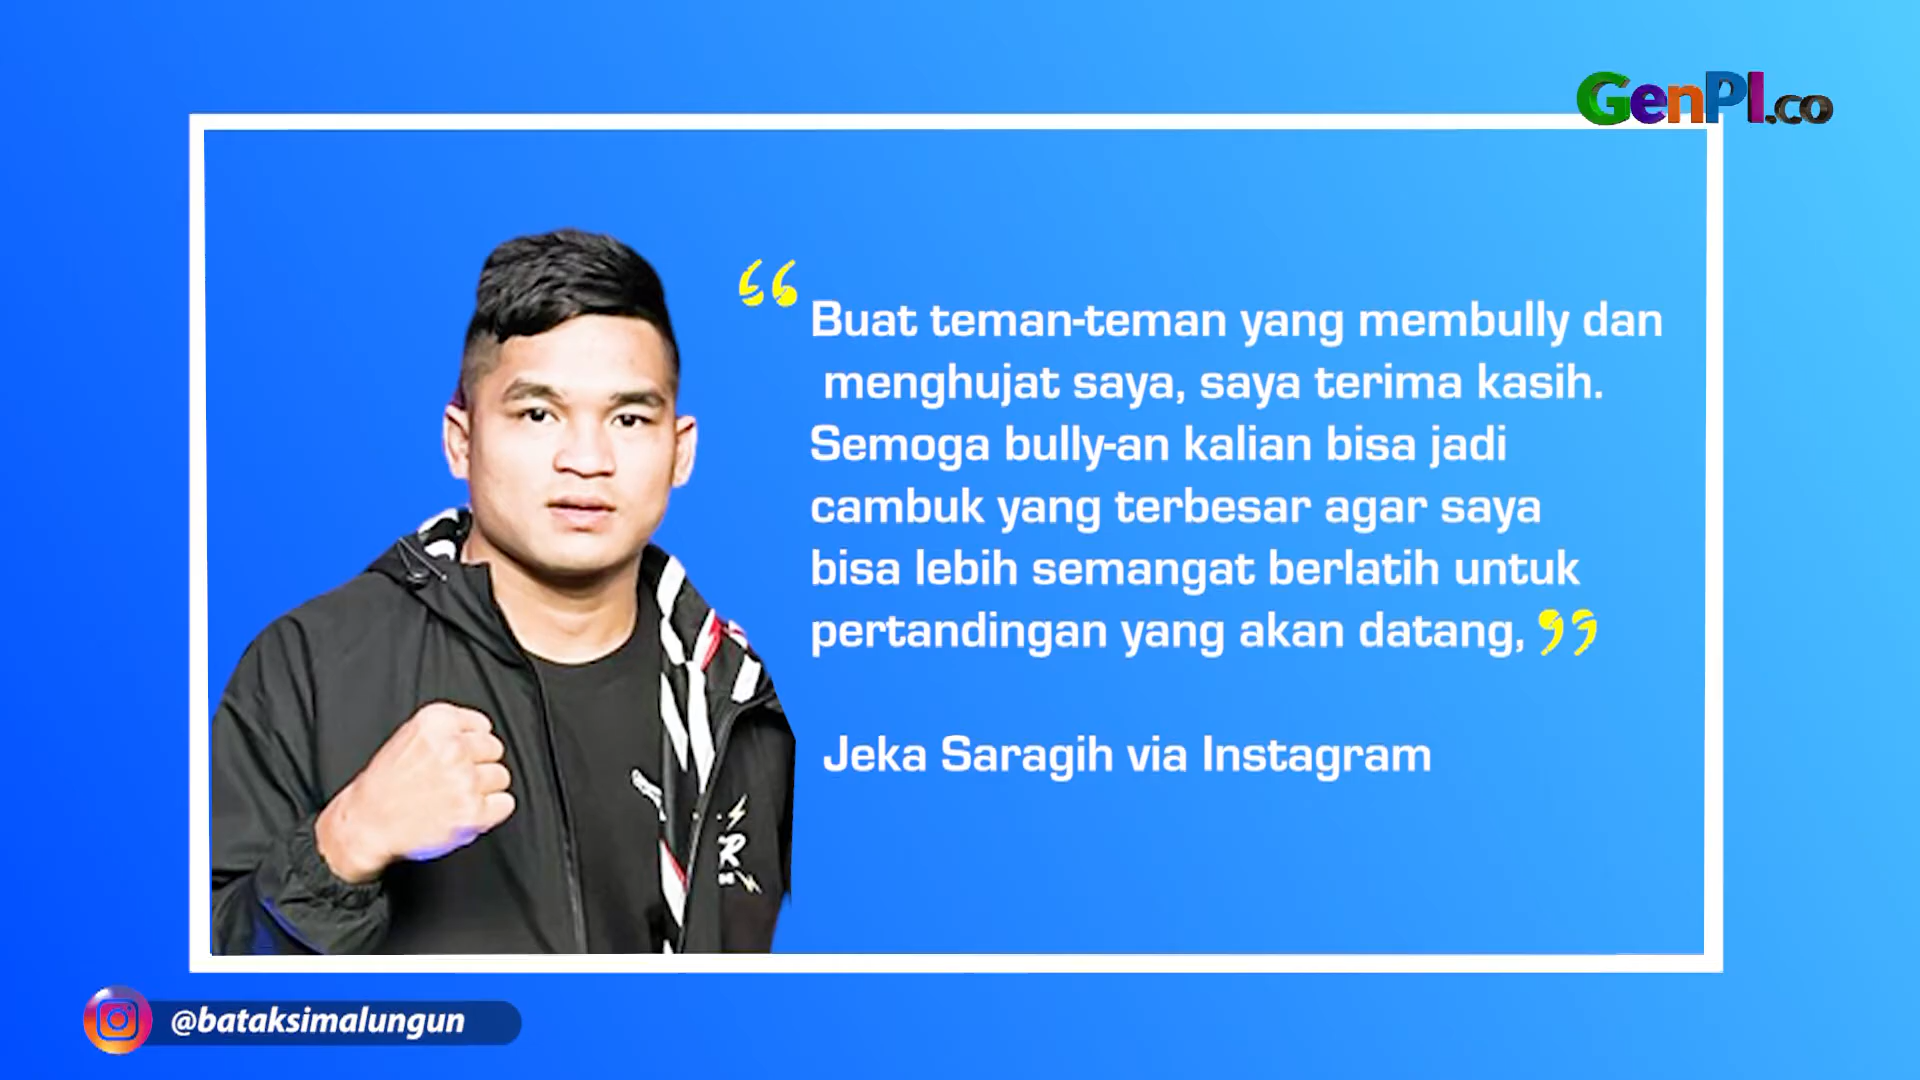 GenPI.co
Buat teman-teman yang membully dan
menghujat saya, saya terima kasih.
Semoga bully-an kalian bisa jadi
cambuk yang terbesar agar saya
bisa lebih semangat berlatih untuk
pertandingan yang akan datang,
Jeka Saragih via Instagram
R
@bataksimalungun